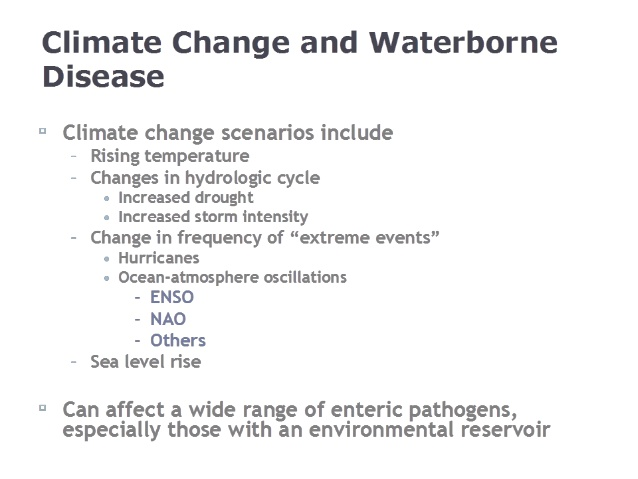 Climate Change and Waterborne
Disease
Climate change scenarios include
– Rising temperature
– Changes in hydrologic cycle
• Increased drought
• Increased storm intensity
– Change in frequency of “extreme events”
• Hurricanes
• Ocean-atmosphere oscillations
– ENSO
– NAO
– Others
– Sea level rise
Can affect a wide range of enteric pathogens,
especially those with an environmental reservoir